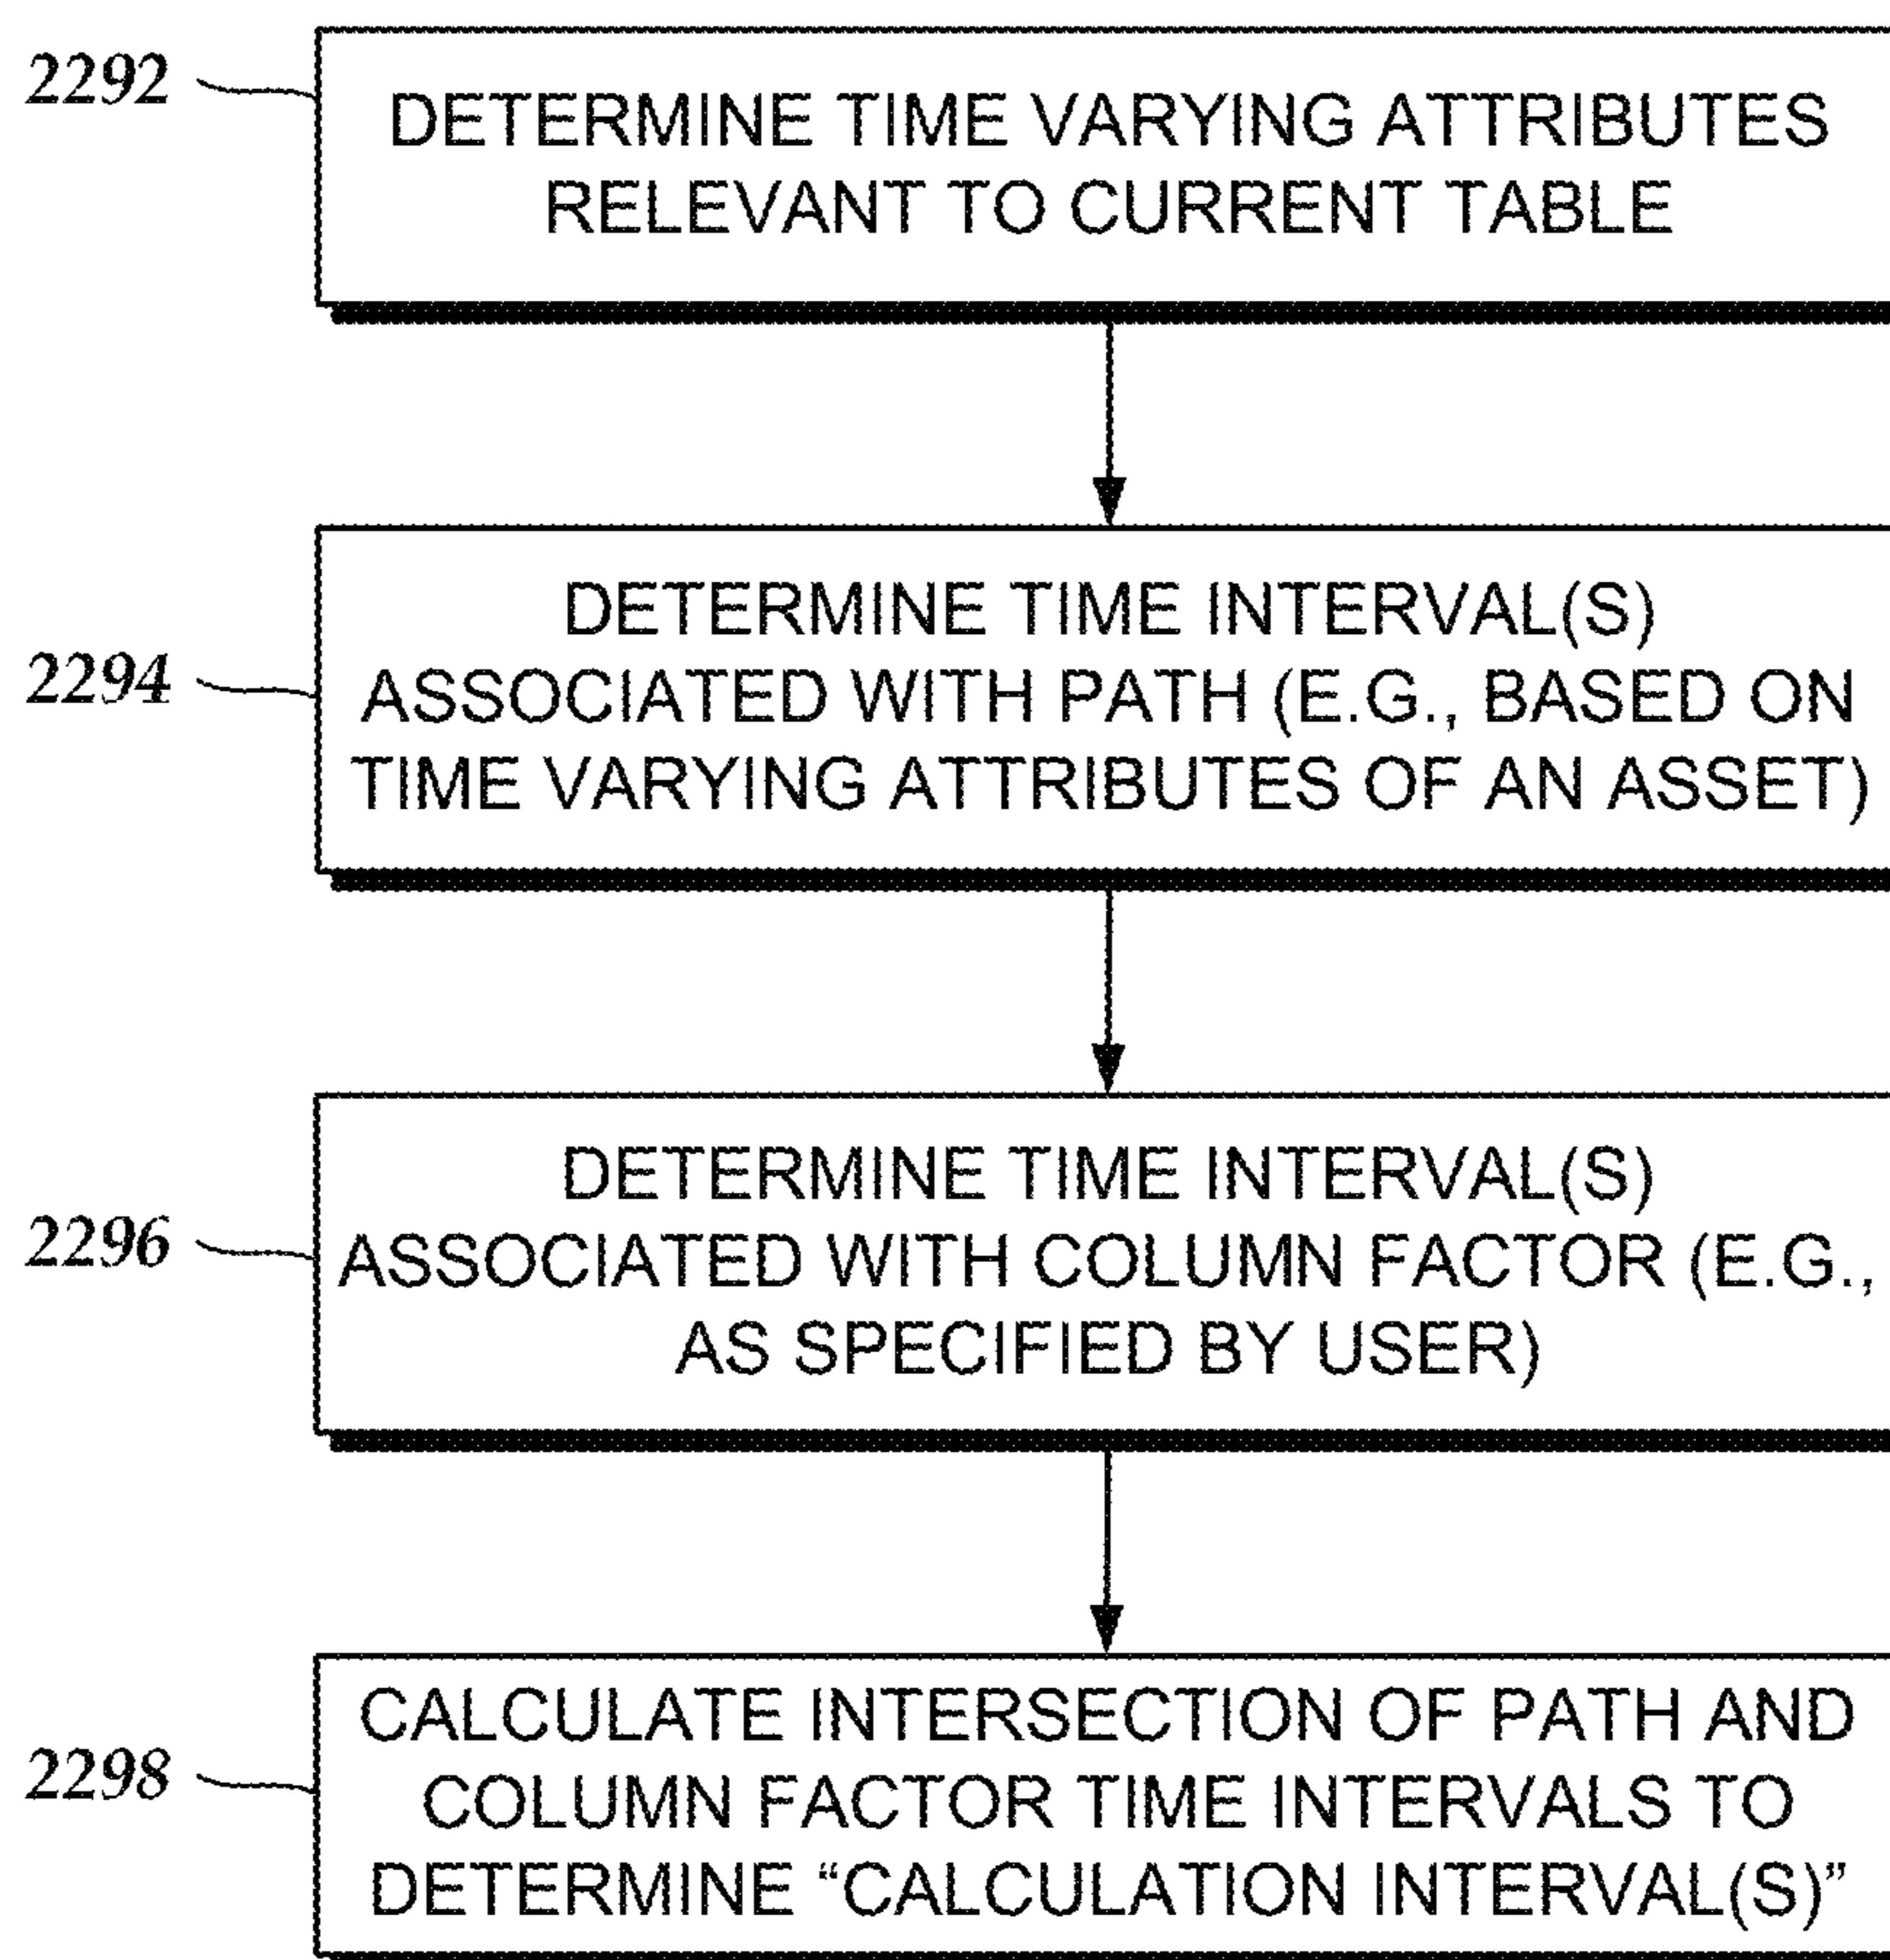 2292
DETERMINE TIME VARYING ATTRIBUTES
RELEVANT TO CURRENT TABLE
2294
DETERMINE TIME INTERVAL(S)
ASSOCIATED WITH PATH (E.G., BASED ON
TIME VARYING ATTRIBUTES OF AN ASSET)
2296
DETERMINE TIME INTERVAL(S)
ASSOCIATED WITH COLUMN FACTOR (E.G.,
AS SPECIFIED BY USER)
2298
CALCULATE INTERSECTION OF PATH AND
COLUMN FACTOR TIME INTERVALS TO
DETERMINE “CALCULATION INTERVAL(S)”